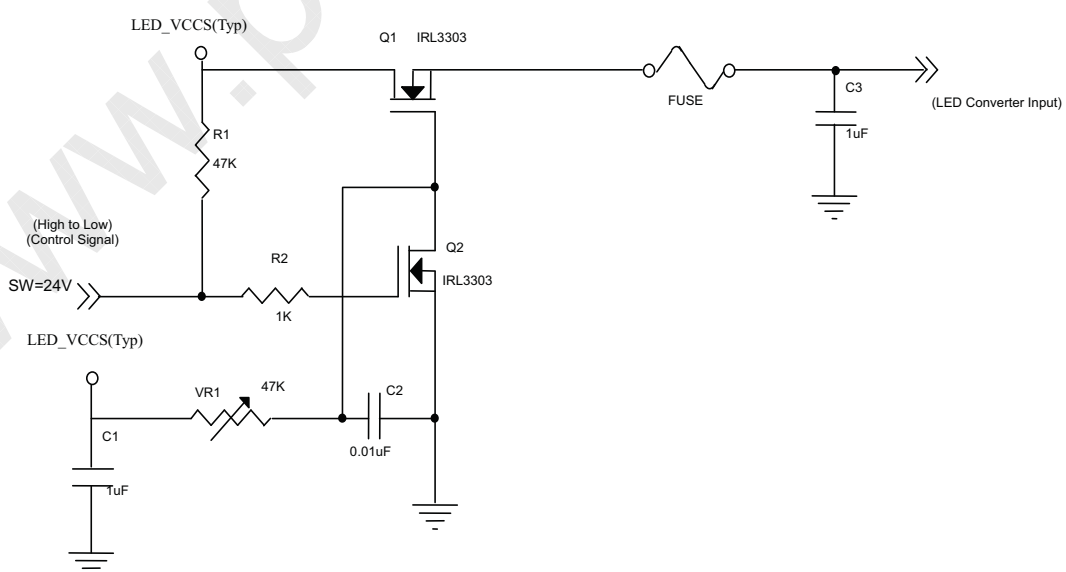 LED_VCCS(Typ)
Q1 IRL3303
FUSE
C3
(LED Converter Input)
1uF
R1
47K
(High to Low)
(Control Signal)
Q2
R2
IRL3303
SW=24V
1K
LED_VCCS(Typ)
VR1 47K
C2
C1
0.01uF
1uF
www.p